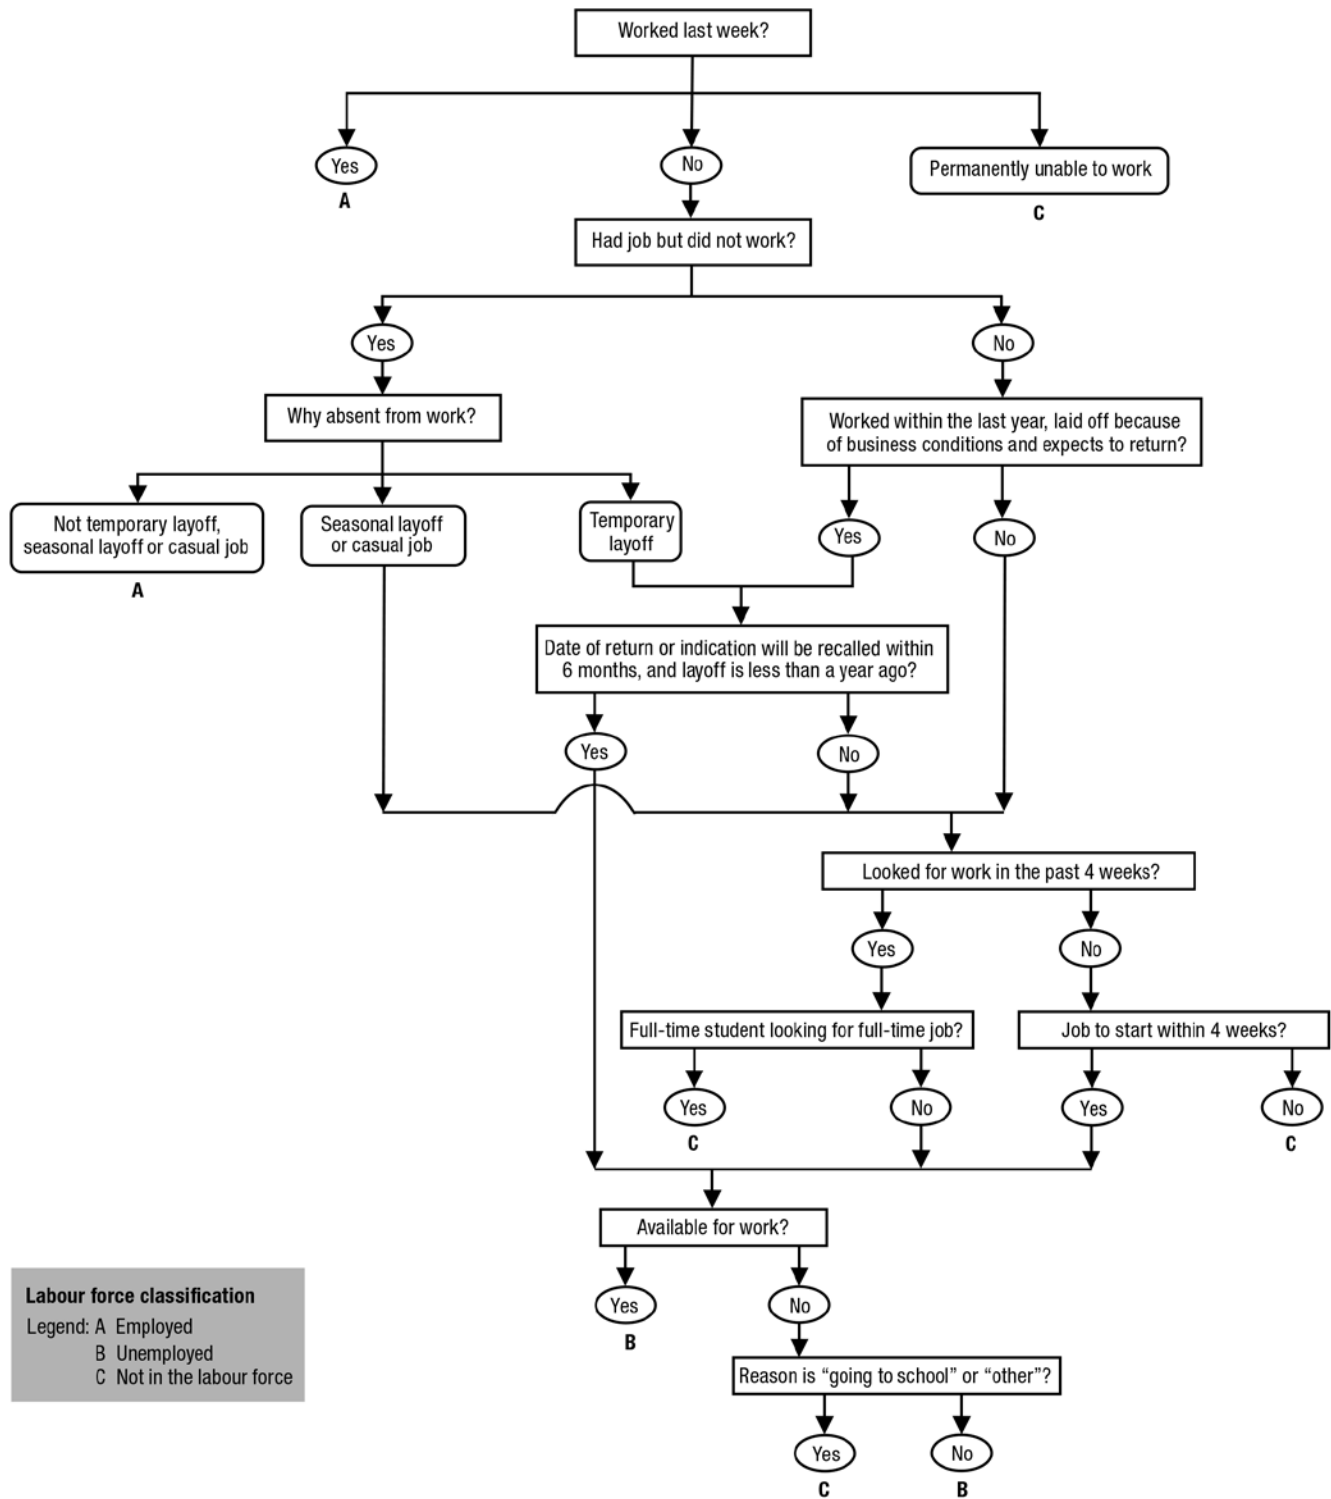 Worked last week?
Yes
A
No
Permanently unable to work
C
Had job but did not work?
Yes
No
Why absent from work?
Worked within the last year, laid off because
of business conditions and expects to return?
Not temporary layoff,
seasonal layoff or casual job
A
Seasonal layoff
or casual job
Temporary
layoff
Yes
No
Date of return or indication will be recalled within
6 months, and layoff is less than a year ago?
Yes
No
Looked for work in the past 4 weeks?
Yes
No
Full-time student looking for full-time job?
Job to start within 4 weeks?
Yes
C
No
Yes
No
C
Available for work?
Yes
B
No
Reason is “going to school” or “other”?
Yes
C
No
B
Labour force classification
Legend: A Employed
B Unemployed
C Not in the labour force